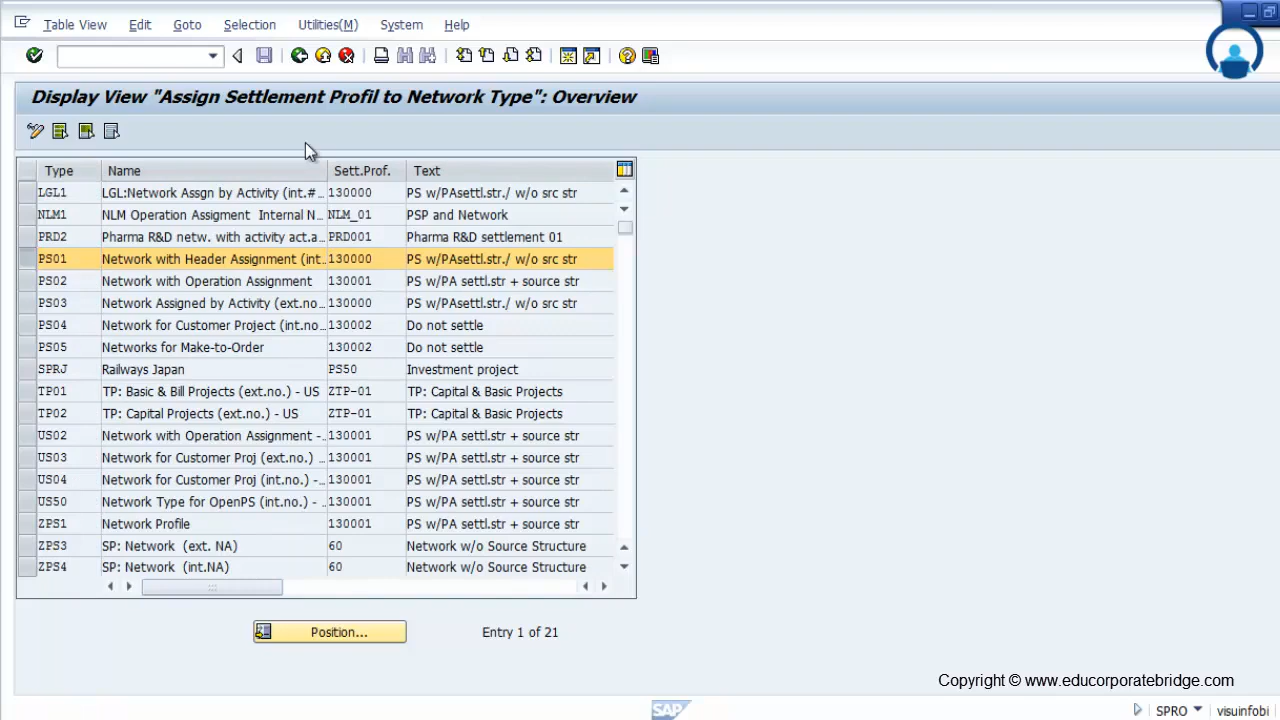 Table View Edit Goto Selection Utilities(M) System Help
Display View "Assign Settlement Profil to Network Type": Overview
Type Name Sett.Prof. Text
LGL1 LGL:Network Assgn by Activity (int.#... 130000 PS w/PAsettl.str./ w/o src str
NLM1 NLM Operation Assigment Internal N... NLM_01 PSP and Network
PRD2 Pharma R&D netw. with activity act.a... PRD001 Pharma R&D settlement 01
PS01 Network with Header Assignment (int... 130000 PS w/PAsettl.str./ w/o src str
PS02 Network with Operation Assignment 130001 PS w/PA settl.str + source str
PS03 Network Assigned by Activity (ext.no... 130000 PS w/PAsettl.str./ w/o src str
PS04 Network for Customer Project (int.no... 130002 Do not settle
PS05 Networks for Make-to-Order 130002 Do not settle
SPRJ Railways Japan PS50 Investment project
TP01 TP: Basic & Bill Projects (ext.no.) - US ZTP-01 TP: Capital & Basic Projects
TP02 TP: Capital Projects (ext.no.) - US ZTP-01 TP: Capital & Basic Projects
US02 Network with Operation Assignment -... 130001 PS w/PA settl.str + source str
US03 Network for Customer Proj (ext.no.) ... 130001 PS w/PA settl.str + source str
US04 Network for Customer Proj (int.no.) -... 130001 PS w/PA settl.str + source str
US50 Network Type for OpenPS (int.no.) - ... 130001 PS w/PA settl.str + source str
ZPS1 Network Profile 130001 PS w/PA settl.str + source str
ZPS3 SP: Network (ext. NA) 60 Network w/o Source Structure
ZPS4 SP: Network (int.NA) 60 Network w/o Source Structure
Position... Entry 1 of 21
Copyright © www.educorporatebridge.com
SAP SPRO visuinfobi